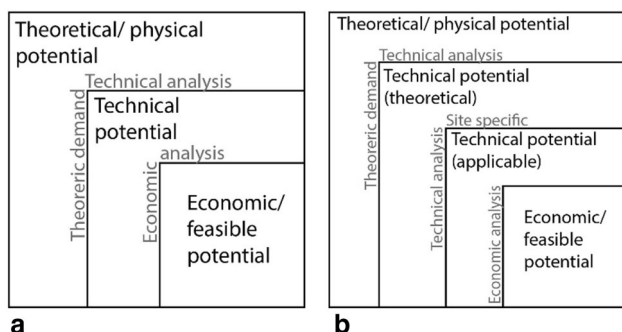 Theoretical/ physical
potential
Technical analysis
Theoreric demand
Technical
potential
analysis
Economic
Economic/
feasible
potential
a
Theoretical/ physical potential
Technical analysis
Theoreric demand
Technical potential
(theoretical)
Site specific
Technical analysis
Technical potential
(applicable)
Economic analysis
Economic/
feasible
potential
b